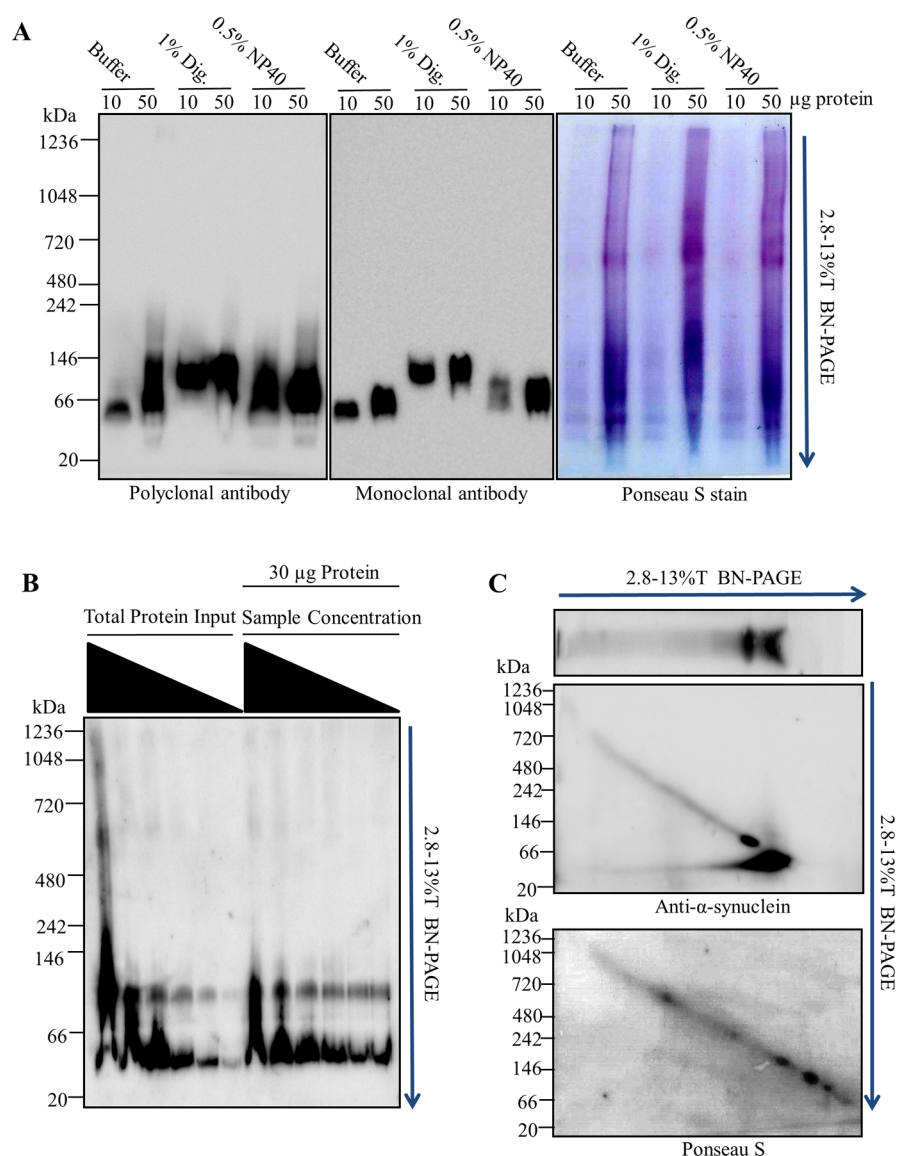 A
Buffer 1% Dig. 0.5% NP40 Buffer 1% Dig. 0.5% NP40 Buffer 1% Dig. 0.5% NP40
10 50 10 50 10 50 10 50 10 50 10 50 10 50 10 50 10 50 µg protein
kDa
1236
1048
720
480
242
146
66
20
2.8-13%T BN-PAGE
Polyclonal antibody Monoclonal antibody Ponseau S stain
B
30 µg Protein
Total Protein Input Sample Concentration
kDa
1236
1048
720
480
242
146
66
20
2.8-13%T BN-PAGE
C
2.8-13%T BN-PAGE
kDa
1236
1048
720
480
242
146
66
20
Anti-α-synuclein
kDa
1236
1048
720
480
242
146
66
20
2.8-13%T BN-PAGE
Ponseau S